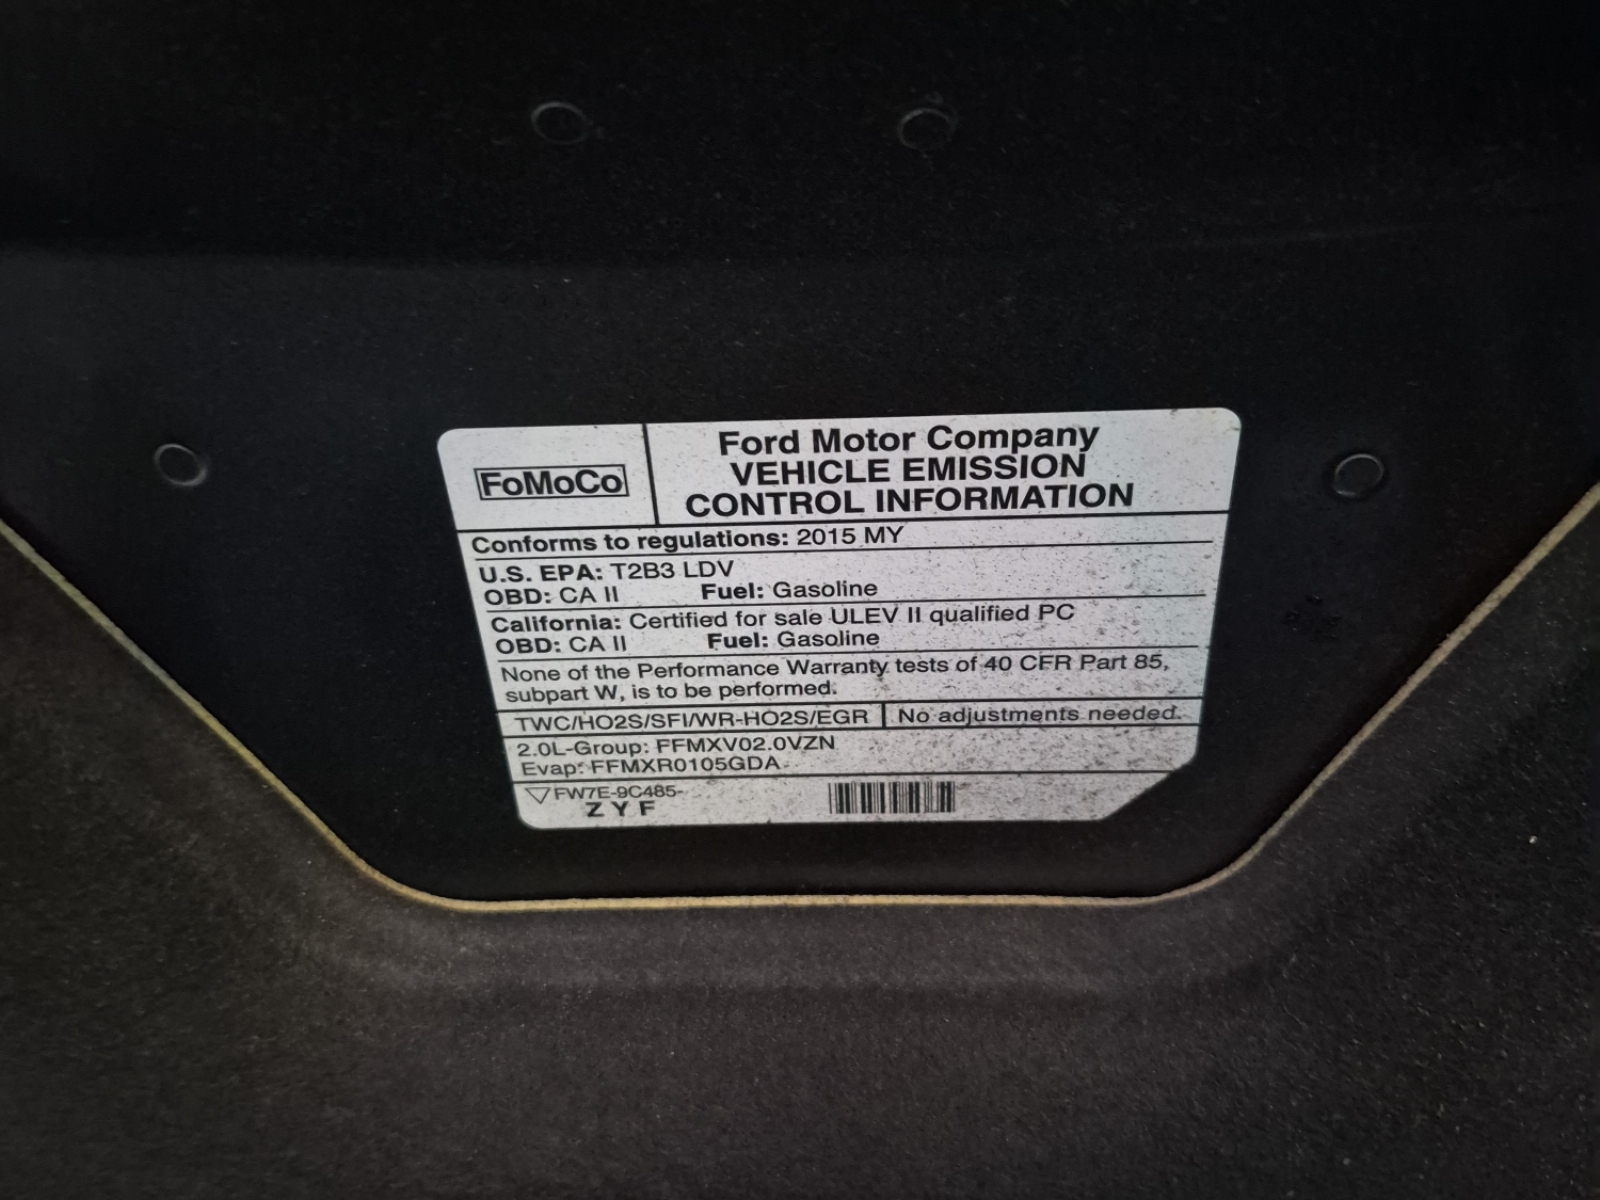 FoMoCo
Ford Motor Company
VEHICLE EMISSION
CONTROL INFORMATION
Conforms to regulations: 2015 MY
U.S. EPA: T2B3 LDV
OBD: CA II Fuel: Gasoline
California: Certified for sale ULEV II qualified PC
OBD: CA II Fuel: Gasoline
None of the Performance Warranty tests of 40 CFR Part 85,
subpart W, is to be performed.
TWC/HO2S/SFI/WR-HO2S/EGR No adjustments needed.
2.0L-Group: FFMXV02.0VZN
Evap: FFMXR0105GDA
FW7E-9C485-
ZYF